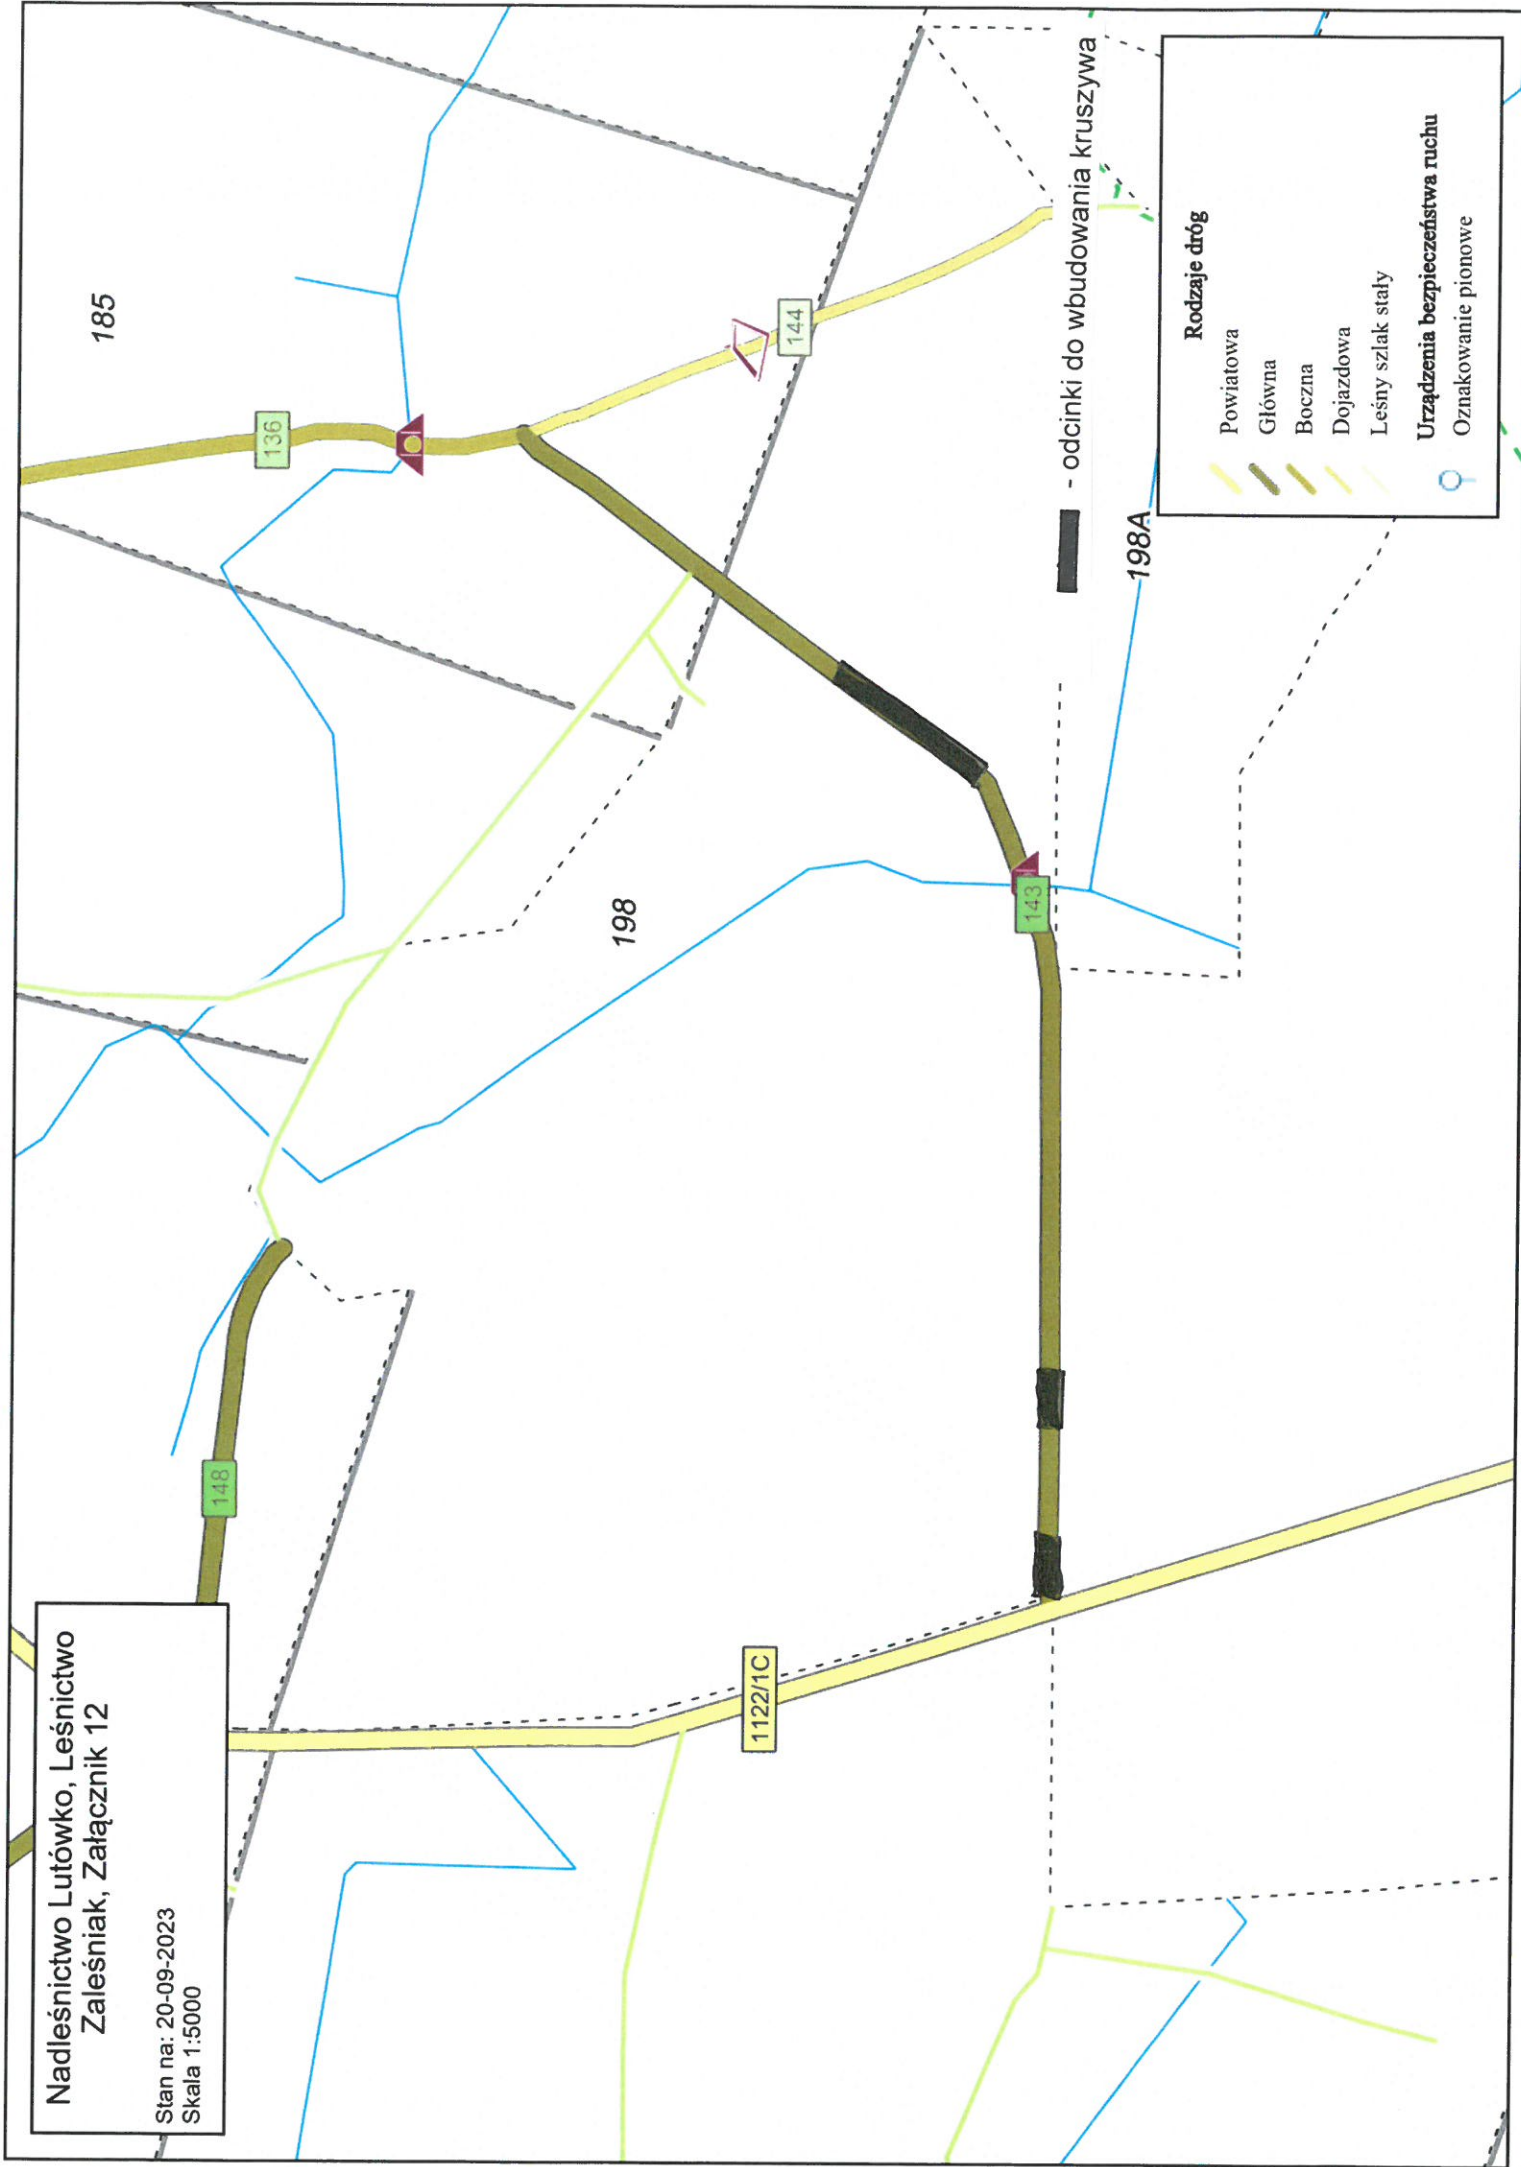 Nadleśnictwo Lutówko, Leśnictwo
Zaleśniak, Załącznik 12
Stan na: 20-09-2023
Skala 1:5000
148
136
185
144
198
143
198A
1122/1C
- odcinki do wbudowania kruszywa
Rodzaje dróg
Powiatowa
Główna
Boczna
Dojazdowa
Leśny szlak stały
Urządzenia bezpieczeństwa ruchu
Oznakowanie pionowe